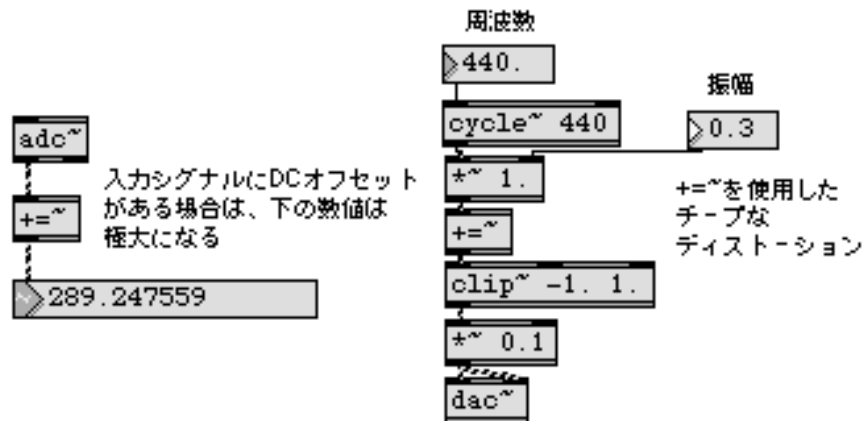 adc~
+=~
入力シグナルにDCオフセット
がある場合は、下の数値は
極大になる
289.247559
周波数
440.
cycle~ 440
振幅
0.3
*~ 1.
+=~
clip~ -1. 1.
*~ 0.1
dac~
+=~を使用した
チープな
ディストーション